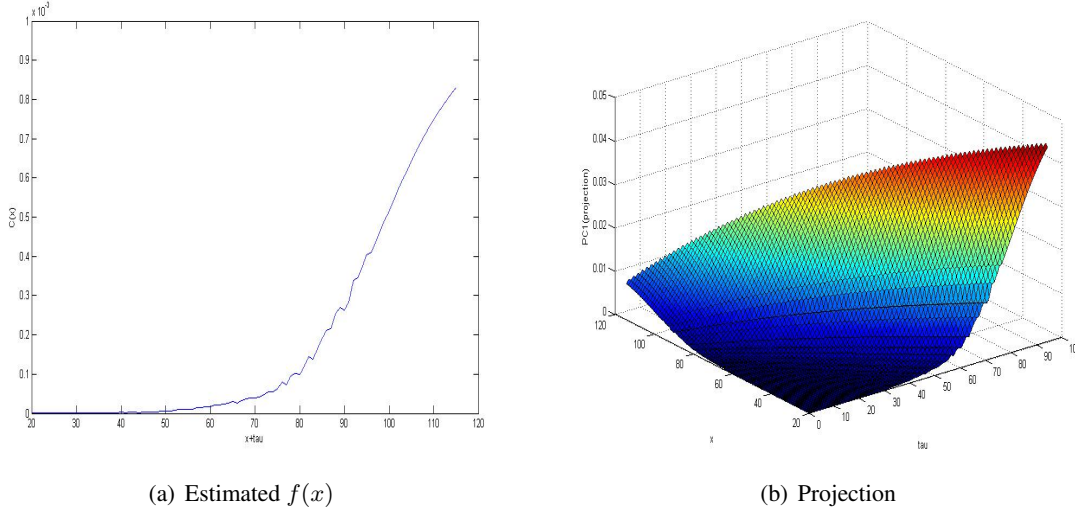 x 10⁻³
1
0.9
0.8
0.7
0.6
0.5
0.4
0.3
0.2
0.1
0
C(x)
20 30 40 50 60 70 80 90 100 110 120
x+tau
(a) Estimated f(x)
0.05
0.04
0.03
0.02
0.01
0
PC1(projection)
120
100
80
60
40
20
x
0 10 20 30 40 50 60 70 80 90 10
tau
(b) Projection